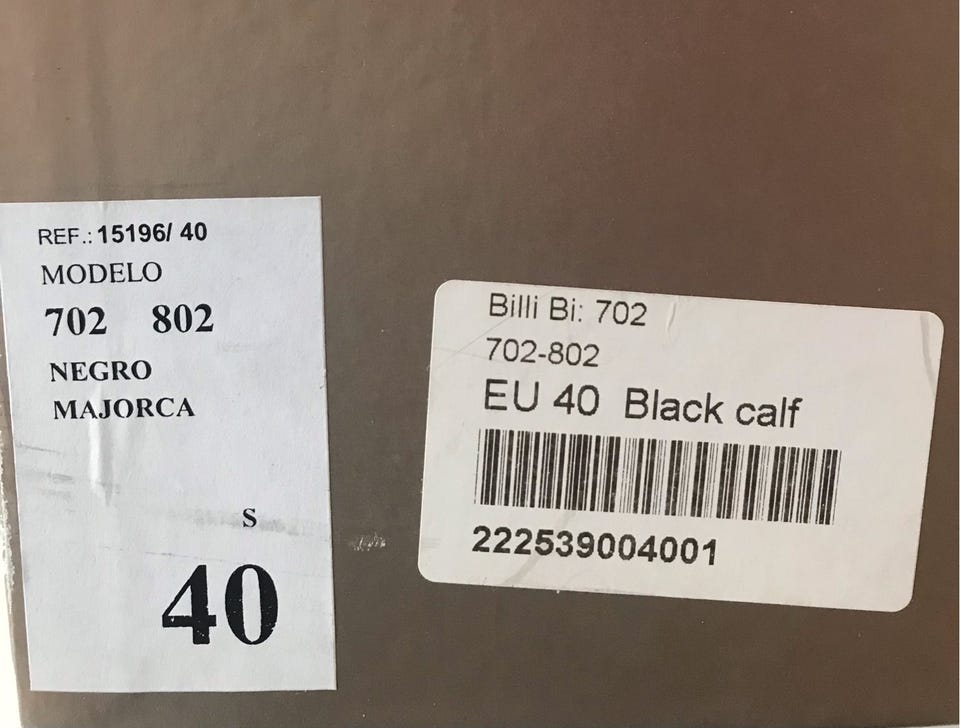 REF.: 15196/ 40
MODELO
702 802
NEGRO
MAJORCA
S
40
Billi Bi: 702
702-802
EU 40 Black calf
222539004001